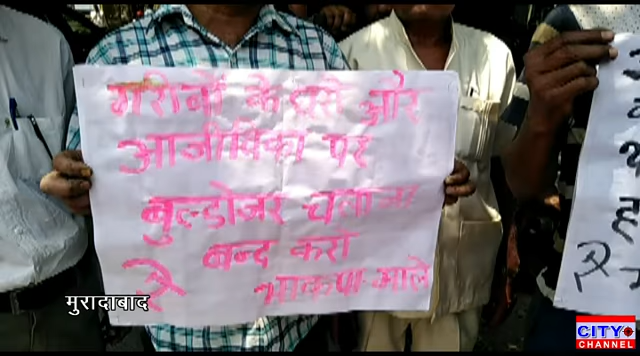 गरीबों के घरों और
आजीविका पर
बुल्डोजर चलाना
बन्द करो
भाकपा-माले
मुरादाबाद
CITY
CHANNEL